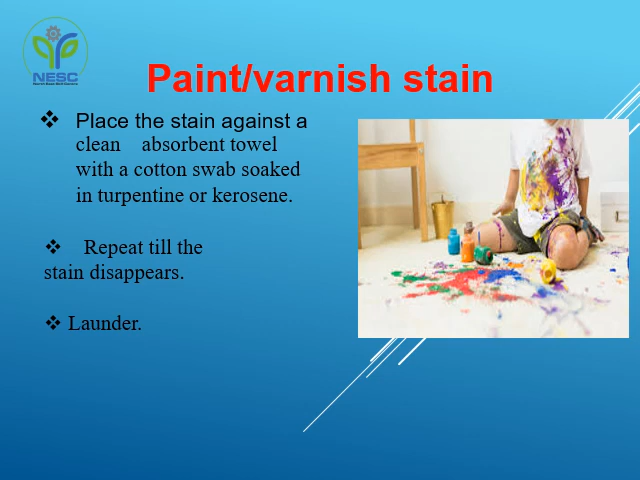 NESC
Paint/varnish stain
❖ Place the stain against a
clean absorbent towel
with a cotton swab soaked
in turpentine or kerosene.
❖ Repeat till the
stain disappears.
❖ Launder.